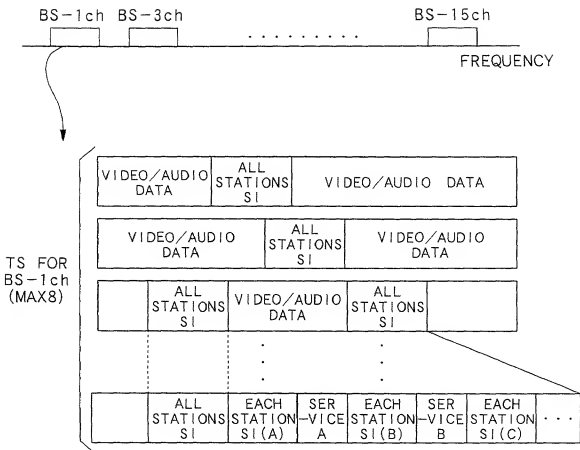 BS-1ch BS-3ch ········· BS-15ch
FREQUENCY
VIDEO/AUDIO DATA ALL STATIONS SI VIDEO/AUDIO DATA
VIDEO/AUDIO DATA ALL STATIONS SI VIDEO/AUDIO DATA
TS FOR
BS-1ch
(MAX8)
ALL STATIONS SI VIDEO/AUDIO DATA ALL STATIONS SI
ALL STATIONS SI EACH STATION SI(A) SER-VICE A EACH STATION SI(B) SER-VICE B EACH STATION SI(C) ···